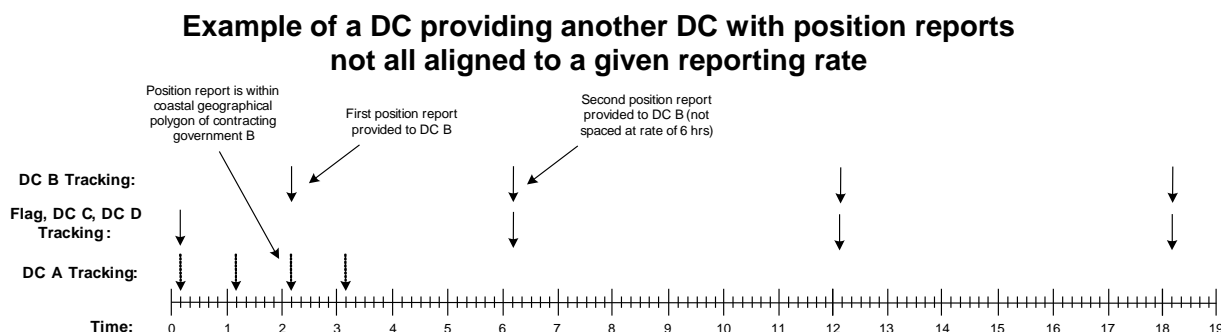 Example of a DC providing another DC with position reports
not all aligned to a given reporting rate
Position report is within
coastal geographical
polygon of contracting
government B
First position report
provided to DC B
Second position report
provided to DC B (not
spaced at rate of 6 hrs)
DC B Tracking:
Flag, DC C, DC D
Tracking :
DC A Tracking:
Time: 0 1 2 3 4 5 6 7 8 9 10 11 12 13 14 15 16 17 18 19